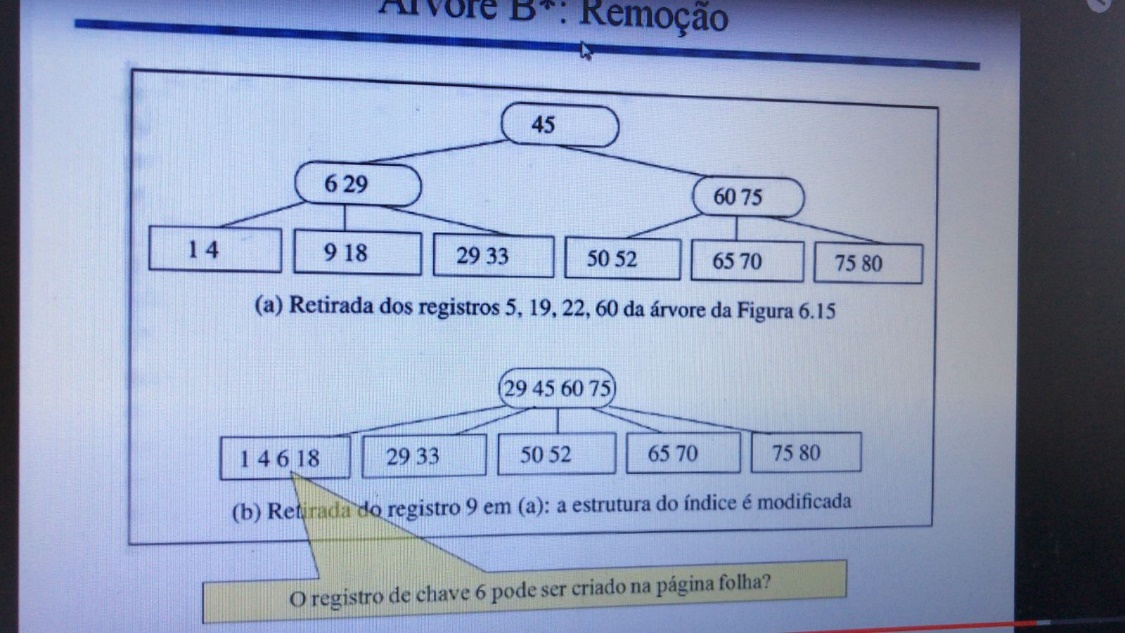 Árvore B*: Remoção
45
6 29
60 75
1 4
9 18
29 33
50 52
65 70
75 80
(a) Retirada dos registros 5, 19, 22, 60 da árvore da Figura 6.15
29 45 60 75
1 4 6 18
29 33
50 52
65 70
75 80
(b) Retirada do registro 9 em (a): a estrutura do índice é modificada
O registro de chave 6 pode ser criado na página folha?